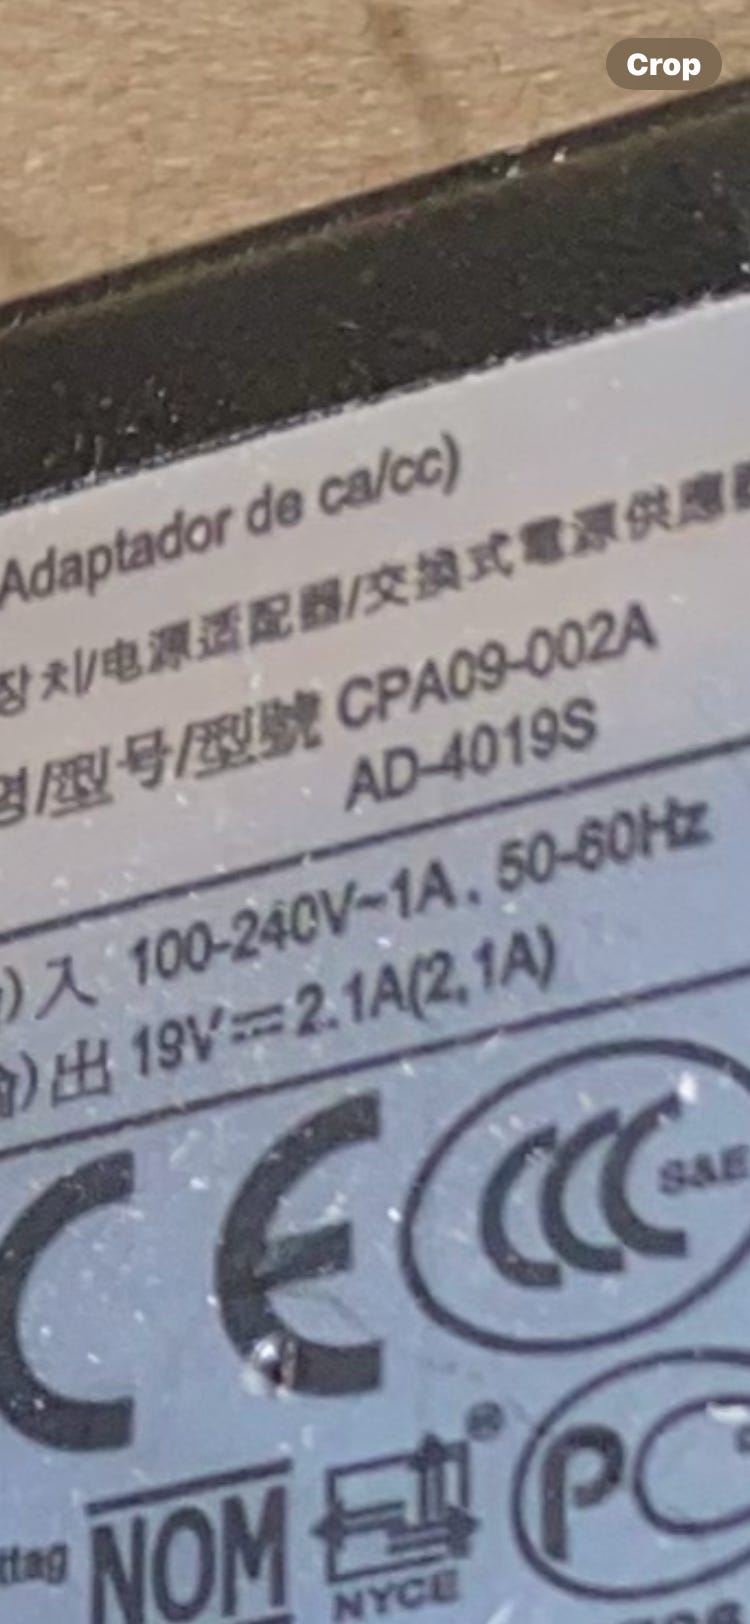 Crop
Adaptador de ca/cc)
장치/电源适配器/交換式電源供應器
명/型号/型號 CPA09-002A
AD-4019S
)入 100-240V~1A . 50-60Hz
)出 19V⎓2.1A(2,1A)
CE
CCC
S&E
®
NOM
NYCE